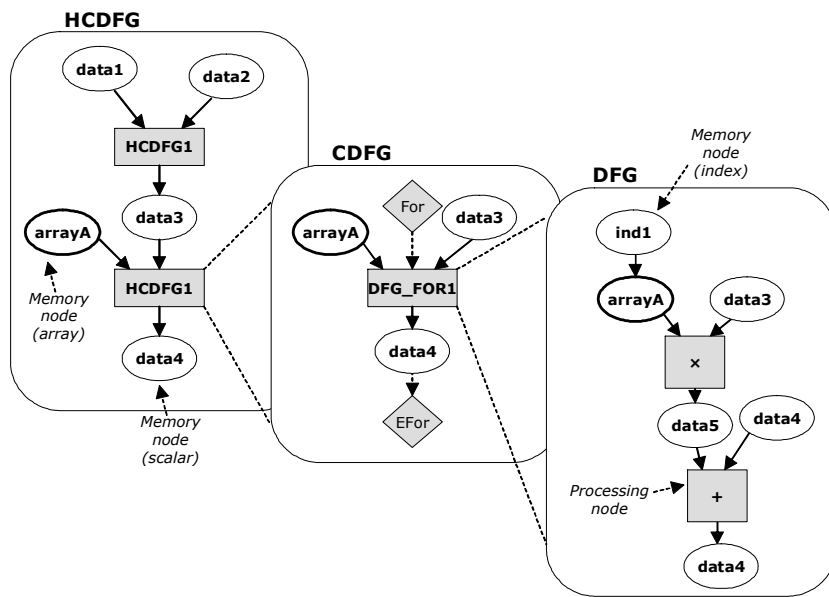 HCDFG
data1
data2
HCDFG1
data3
arrayA
HCDFG1
Memory
node
(array)
data4
Memory
node
(scalar)
CDFG
For
data3
arrayA
DFG_FOR1
data4
EFor
Memory
node
(index)
DFG
ind1
arrayA
data3
×
data5
data4
Processing
node
+
data4